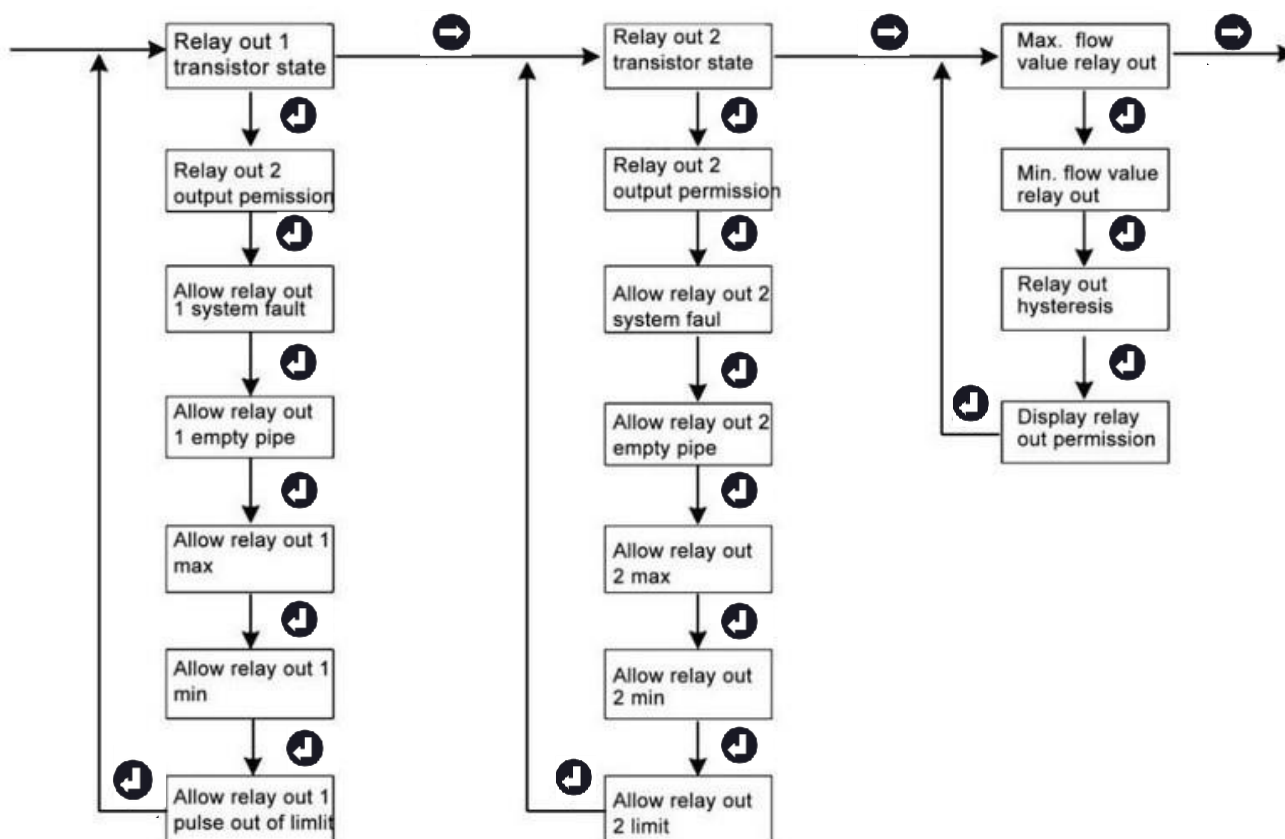 Relay out 1
transistor state
Relay out 2
output pemission
Allow relay out
1 system fault
Allow relay out
1 empty pipe
Allow relay out 1
max
Allow relay out 1
min
Allow relay out 1
pulse out of limlit
Relay out 2
transistor state
Relay out 2
output permission
Allow relay out 2
system faul
Allow relay out 2
empty pipe
Allow relay out
2 max
Allow relay out
2 min
Allow relay out
2 limit
Max. flow
value relay out
Min. flow value
relay out
Relay out
hysteresis
Display relay
out permission